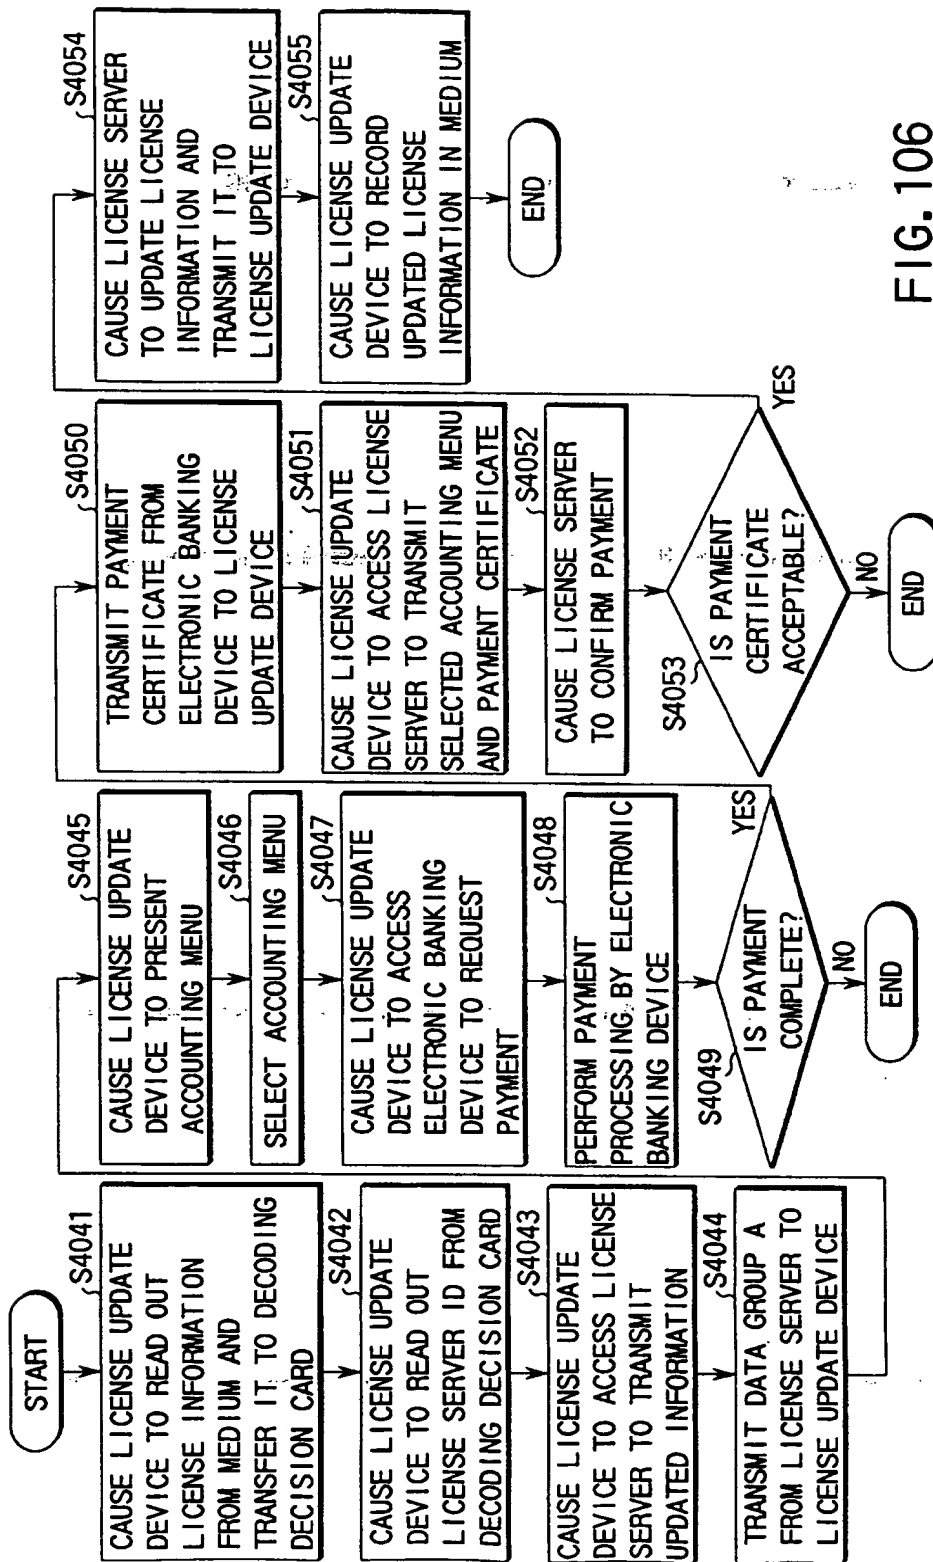 START
S4041
CAUSE LICENSE UPDATE
DEVICE TO READ OUT
LICENSE INFORMATION
FROM MEDIUM AND
TRANSFER IT TO DECODING
DECISION CARD
S4042
CAUSE LICENSE UPDATE
DEVICE TO READ OUT
LICENSE SERVER ID FROM
DECODING DECISION CARD
S4043
CAUSE LICENSE UPDATE
DEVICE TO ACCESS LICENSE
SERVER TO TRANSMIT
UPDATED INFORMATION
S4044
TRANSMIT DATA GROUP A
FROM LICENSE SERVER TO
LICENSE UPDATE DEVICE
S4045
CAUSE LICENSE UPDATE
DEVICE TO PRESENT
ACCOUNTING MENU
S4046
SELECT ACCOUNTING MENU
S4047
CAUSE LICENSE UPDATE
DEVICE TO ACCESS
ELECTRONIC BANKING
DEVICE TO REQUEST
PAYMENT
S4048
PERFORM PAYMENT
PROCESSING BY ELECTRONIC
BANKING DEVICE
S4049
IS PAYMENT
COMPLETE?
YES
NO
END
S4050
TRANSMIT PAYMENT
CERTIFICATE FROM
ELECTRONIC BANKING
DEVICE TO LICENSE
UPDATE DEVICE
S4051
CAUSE LICENSE UPDATE
DEVICE TO ACCESS LICENSE
SERVER TO TRANSMIT
SELECTED ACCOUNTING MENU
AND PAYMENT CERTIFICATE
S4052
CAUSE LICENSE SERVER
TO CONFIRM PAYMENT
S4053
IS PAYMENT
CERTIFICATE
ACCEPTABLE?
YES
NO
END
S4054
CAUSE LICENSE SERVER
TO UPDATE LICENSE
INFORMATION AND
TRANSMIT IT TO
LICENSE UPDATE DEVICE
S4055
CAUSE LICENSE UPDATE
DEVICE TO RECORD
UPDATED LICENSE
INFORMATION IN MEDIUM
END
FIG. 106